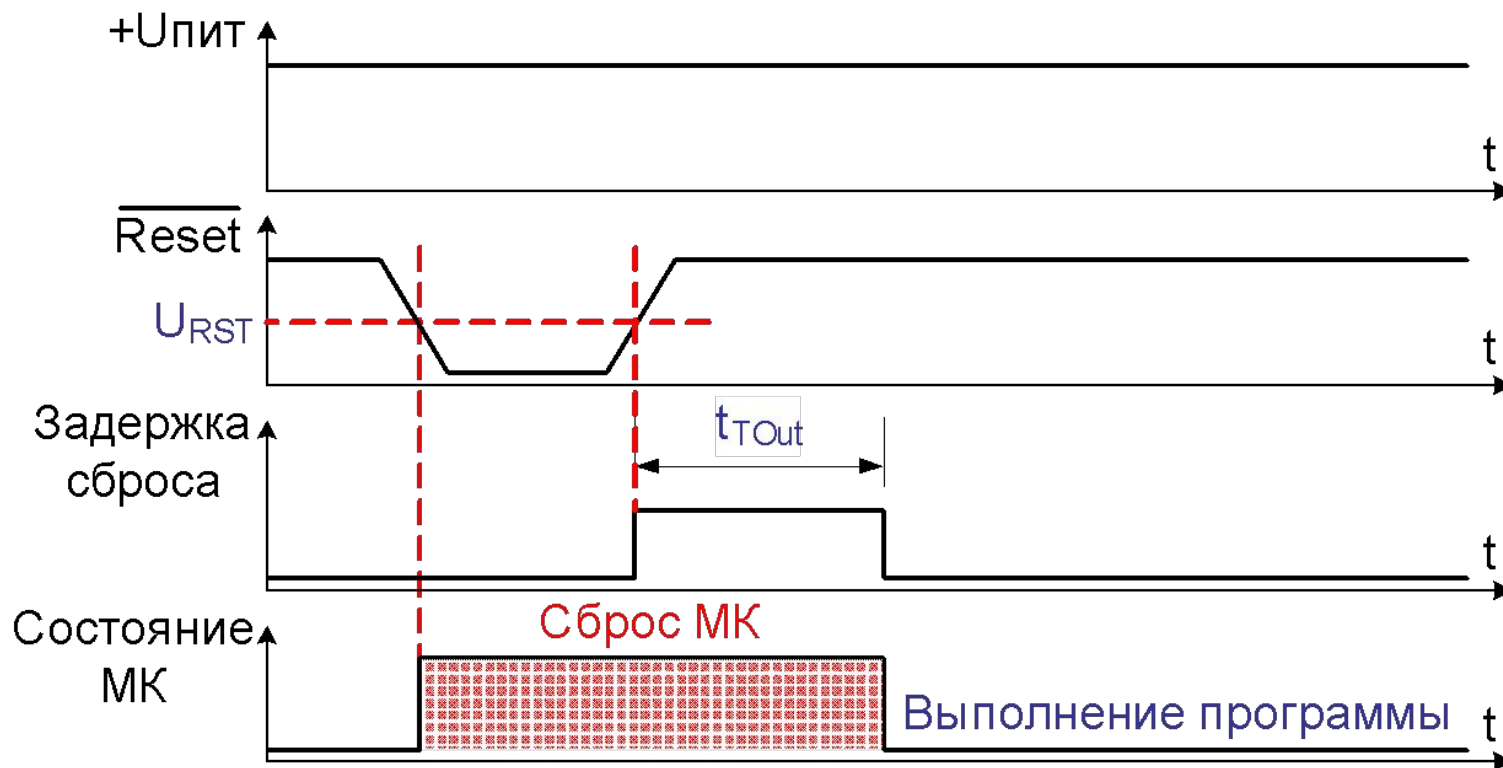 +Uпит
t
Reset
URST
t
Задержка
сброса
tTOut
t
Состояние
МК
Сброс МК
Выполнение программы
t